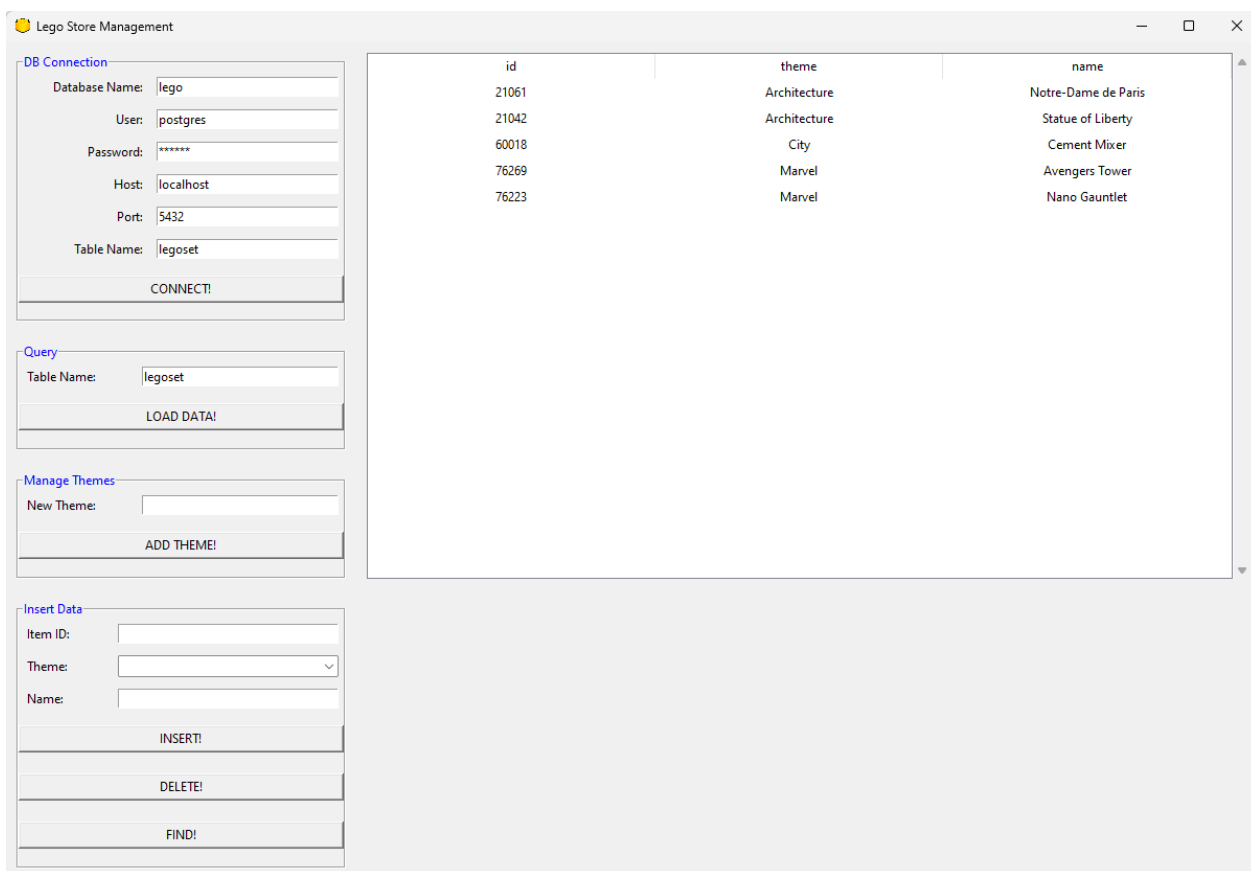 Lego Store Management
DB Connection
Database Name: lego
User: postgres
Password: ******
Host: localhost
Port: 5432
Table Name: legoset
CONNECT!
Query
Table Name: legoset
LOAD DATA!
Manage Themes
New Theme:
ADD THEME!
Insert Data
Item ID:
Theme:
Name:
INSERT!
DELETE!
FIND!
id theme name
21061 Architecture Notre-Dame de Paris
21042 Architecture Statue of Liberty
60018 City Cement Mixer
76269 Marvel Avengers Tower
76223 Marvel Nano Gauntlet